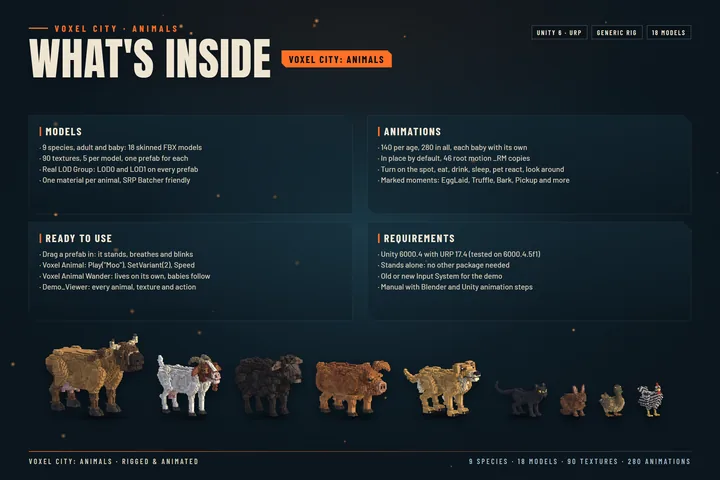 VOXEL CITY · ANIMALS
WHAT'S INSIDE
VOXEL CITY: ANIMALS
UNITY 6 · URP
GENERIC RIG
18 MODELS
MODELS
· 9 species, adult and baby: 18 skinned FBX models
· 90 textures, 5 per model, one prefab for each
· Real LOD Group: LOD0 and LOD1 on every prefab
· One material per animal, SRP Batcher friendly
ANIMATIONS
· 140 per age, 280 in all, each baby with its own
· In place by default, 46 root motion _RM copies
· Turn on the spot, eat, drink, sleep, pet react, look around
· Marked moments: EggLaid, Truffle, Bark, Pickup and more
READY TO USE
· Drag a prefab in: it stands, breathes and blinks
· Voxel Animal: Play("Moo"), SetVariant(2), Speed
· Voxel Animal Wander: lives on its own, babies follow
· Demo_Viewer: every animal, texture and action
REQUIREMENTS
· Unity 6000.4 with URP 17.4 (tested on 6000.4.5f1)
· Stands alone: no other package needed
· Old or new Input System for the demo
· Manual with Blender and Unity animation steps
VOXEL CITY: ANIMALS · RIGGED & ANIMATED
9 SPECIES · 18 MODELS · 90 TEXTURES · 280 ANIMATIONS